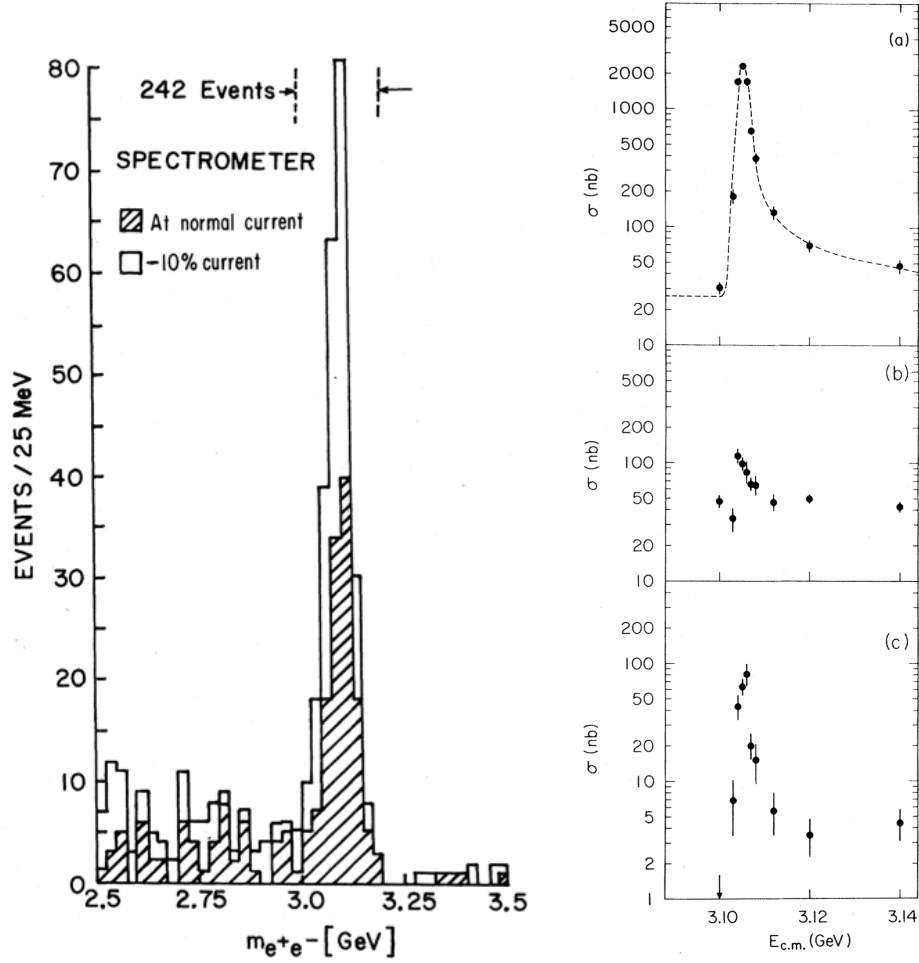 80
70
60
50
40
30
20
10
0
EVENTS / 25 MeV
242 Events
SPECTROMETER
At normal current
-10% current
2.5 2.75 3.0 3.25 3.5
me+e- [GeV]
(a)
5000
2000
1000
500
200
100
50
20
10
σ (nb)
(b)
500
200
100
50
20
10
σ (nb)
(c)
200
100
50
20
10
5
2
1
σ (nb)
3.10 3.12 3.14
Ec.m. (GeV)